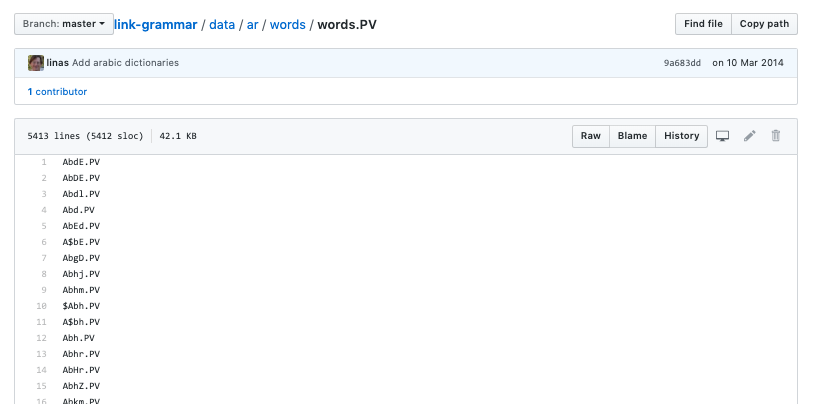 Branch: master link-grammar / data / ar / words / words.PV Find file Copy path
linas Add arabic dictionaries 9a683dd on 10 Mar 2014
1 contributor
5413 lines (5412 sloc) 42.1 KB Raw Blame History
1 AbdE.PV
2 AbDE.PV
3 Abdl.PV
4 Abd.PV
5 AbEd.PV
6 A$bE.PV
7 AbgD.PV
8 Abhj.PV
9 Abhm.PV
10 $Abh.PV
11 A$bh.PV
12 Abh.PV
13 Abhr.PV
14 AbHr.PV
15 AbhZ.PV
16 Abkm.PV